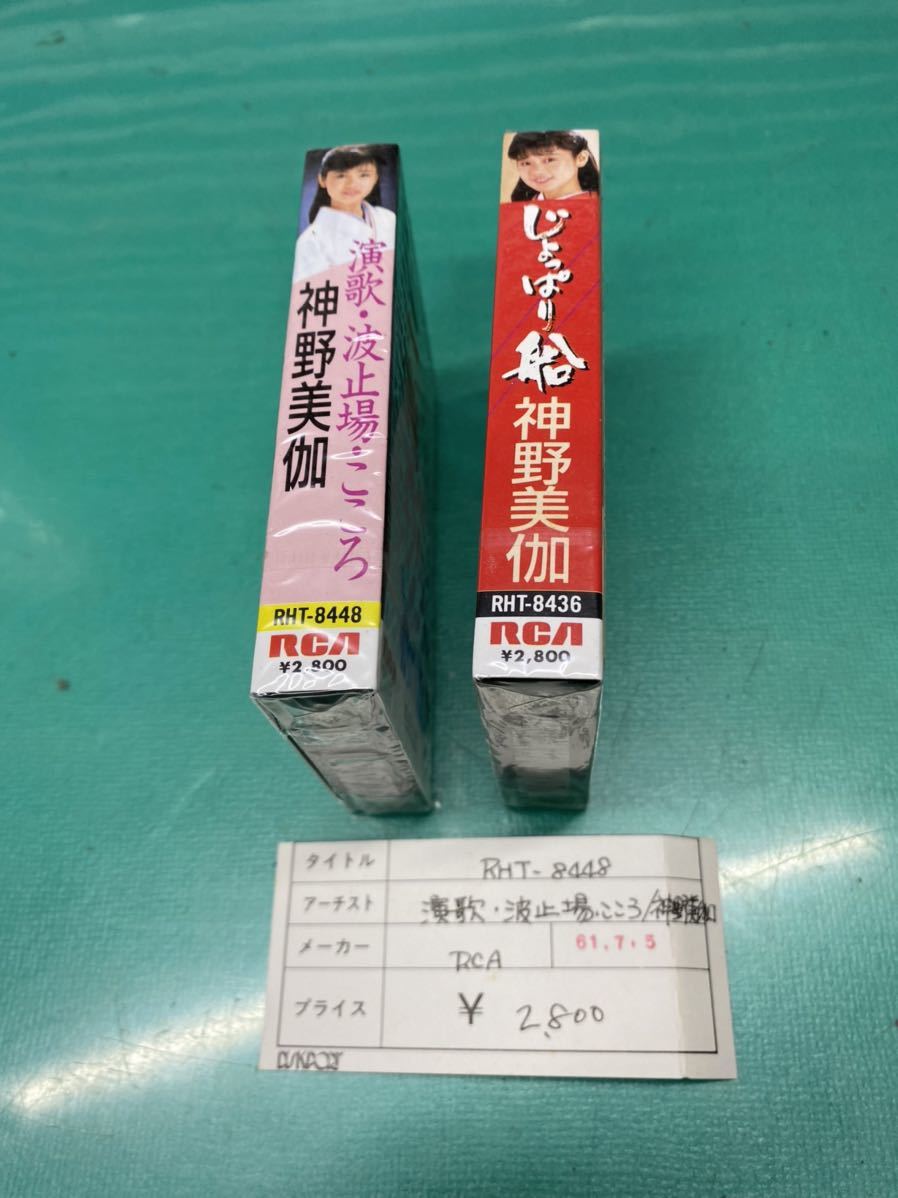 演歌・波止場・こころ
神野美伽
RHT-8448
RCA
¥2,800
じょっぱり船
神野美伽
RHT-8436
RCA
¥2,800
タイトル RHT-8448
アーチスト 演歌・波止場・こころ/神野美伽
メーカー RCA 61.7.5
プライス ¥ 2,800